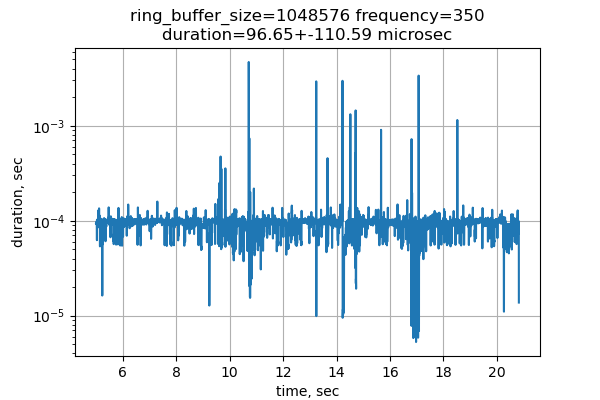 ring_buffer_size=1048576 frequency=350
duration=96.65+-110.59 microsec
duration, sec
10⁻³
10⁻⁴
10⁻⁵
6 8 10 12 14 16 18 20
time, sec